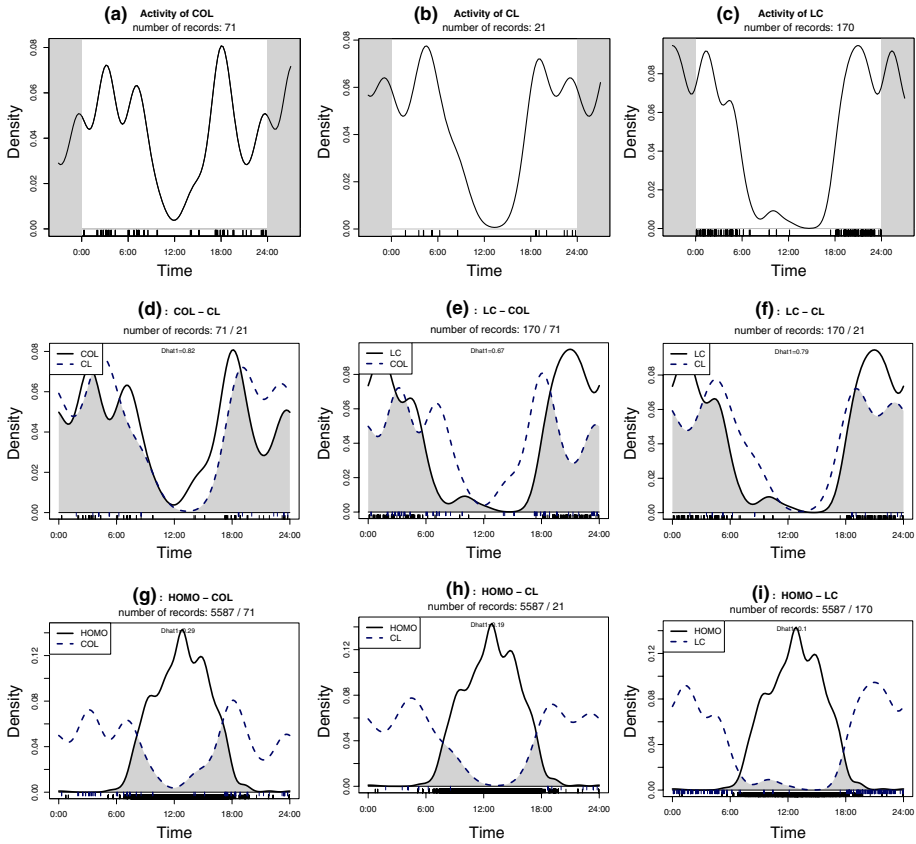 (a) Activity of COL
number of records: 71
0.08
0.06
0.04
0.02
0.00
Density
0:00 6:00 12:00 18:00 24:00
Time
(b) Activity of CL
number of records: 21
0.08
0.06
0.04
0.02
0.00
Density
0:00 6:00 12:00 18:00 24:00
Time
(c) Activity of LC
number of records: 170
0.08
0.06
0.04
0.02
0.00
Density
0:00 6:00 12:00 18:00 24:00
Time
(d) : COL – CL
number of records: 71 / 21
Dhat1=0.82
COL
CL
0.08
0.06
0.04
0.02
0.00
Density
0:00 6:00 12:00 18:00 24:00
Time
(e) : LC – COL
number of records: 170 / 71
Dhat1=0.67
LC
COL
0.08
0.06
0.04
0.02
0.00
Density
0:00 6:00 12:00 18:00 24:00
Time
(f) : LC – CL
number of records: 170 / 21
Dhat1=0.79
LC
CL
0.08
0.06
0.04
0.02
0.00
Density
0:00 6:00 12:00 18:00 24:00
Time
(g) : HOMO – COL
number of records: 5587 / 71
Dhat1=0.29
HOMO
COL
0.12
0.08
0.04
0.00
Density
0:00 6:00 12:00 18:00 24:00
Time
(h) : HOMO – CL
number of records: 5587 / 21
Dhat1=0.19
HOMO
CL
0.12
0.08
0.04
0.00
Density
0:00 6:00 12:00 18:00 24:00
Time
(i) : HOMO – LC
number of records: 5587 / 170
Dhat1=0.1
HOMO
LC
0.12
0.08
0.04
0.00
Density
0:00 6:00 12:00 18:00 24:00
Time